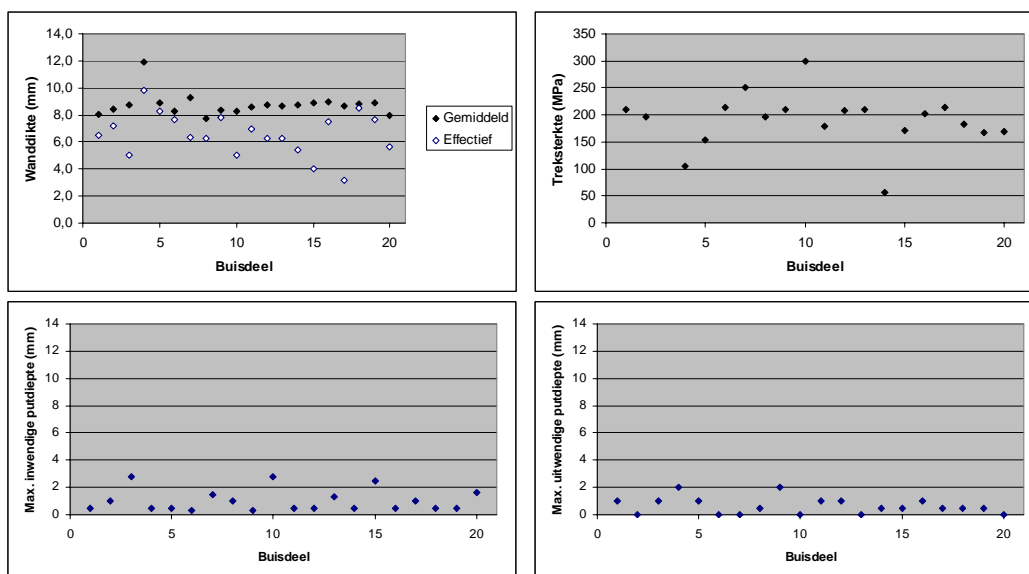 Wanddikte (mm)
14,0
12,0
10,0
8,0
6,0
4,0
2,0
0,0
0 5 10 15 20
Buisdeel
Gemiddeld
Effectief
Treksterkte (MPa)
350
300
250
200
150
100
50
0
0 5 10 15 20
Buisdeel
Max. inwendige putdiepte (mm)
14
12
10
8
6
4
2
0
0 5 10 15 20
Buisdeel
Max. uitwendige putdiepte (mm)
14
12
10
8
6
4
2
0
0 5 10 15 20
Buisdeel